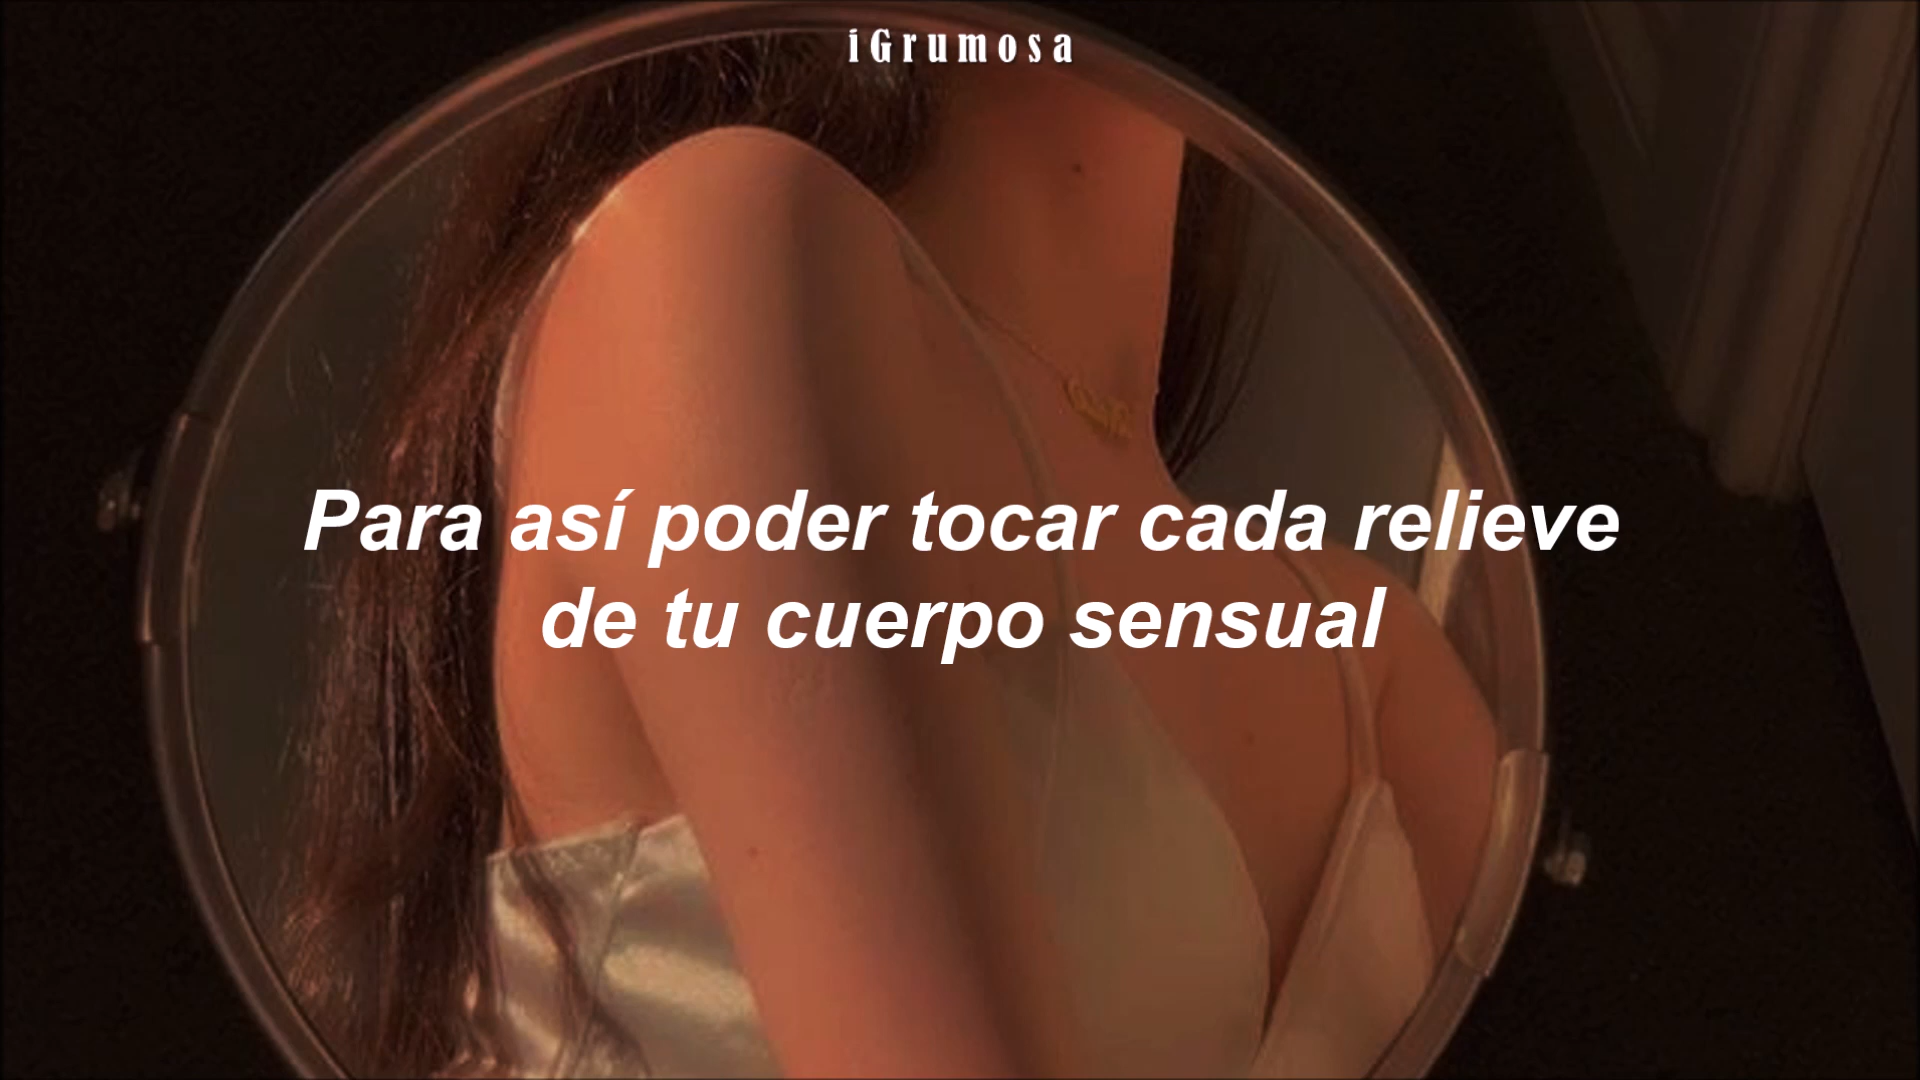 iGrumosa
Para así poder tocar cada relieve
de tu cuerpo sensual